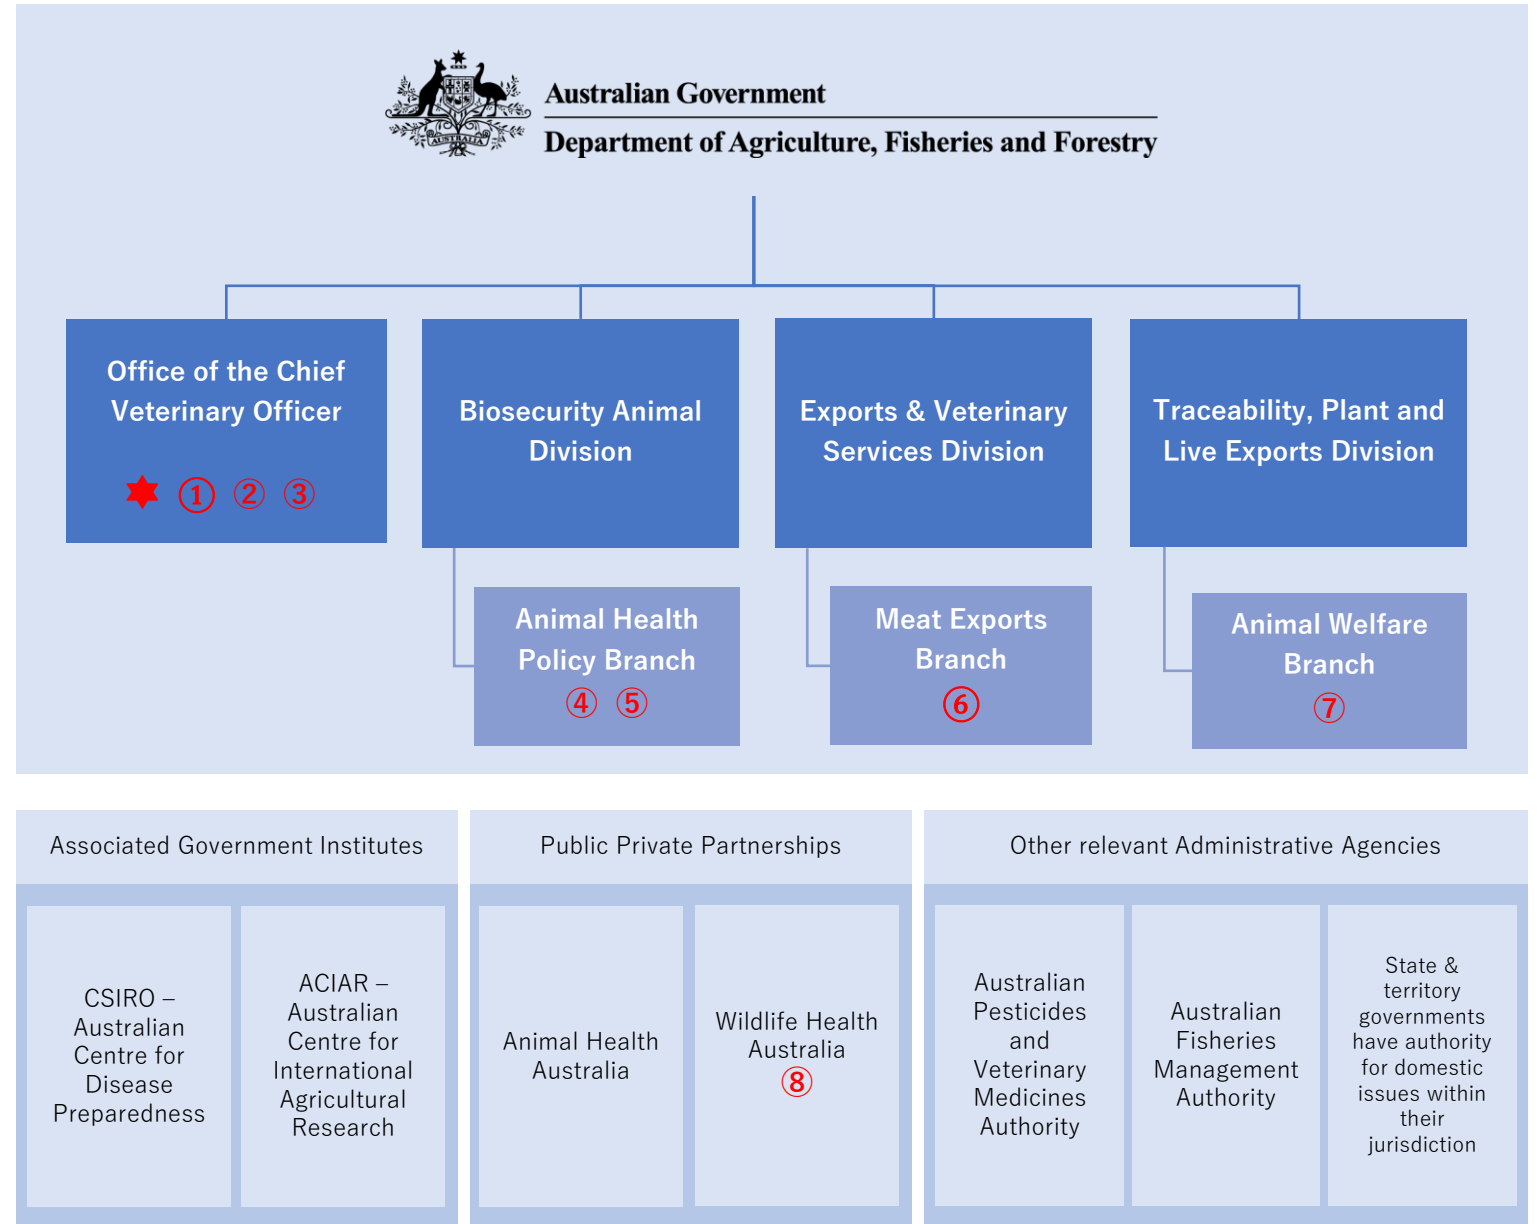 Australian Government
Department of Agriculture, Fisheries and Forestry
AUSTRALIA
Office of the Chief
Veterinary Officer
① ② ③
Biosecurity Animal
Division
Exports & Veterinary
Services Division
Traceability, Plant and
Live Exports Division
Animal Health
Policy Branch
④ ⑤
Meat Exports
Branch
⑥
Animal Welfare
Branch
⑦
Associated Government Institutes
CSIRO –
Australian
Centre for
Disease
Preparedness
ACIAR –
Australian
Centre for
International
Agricultural
Research
Public Private Partnerships
Animal Health
Australia
Wildlife Health
Australia
⑧
Other relevant Administrative Agencies
Australian
Pesticides
and
Veterinary
Medicines
Authority
Australian
Fisheries
Management
Authority
State &
territory
governments
have authority
for domestic
issues within
their
jurisdiction